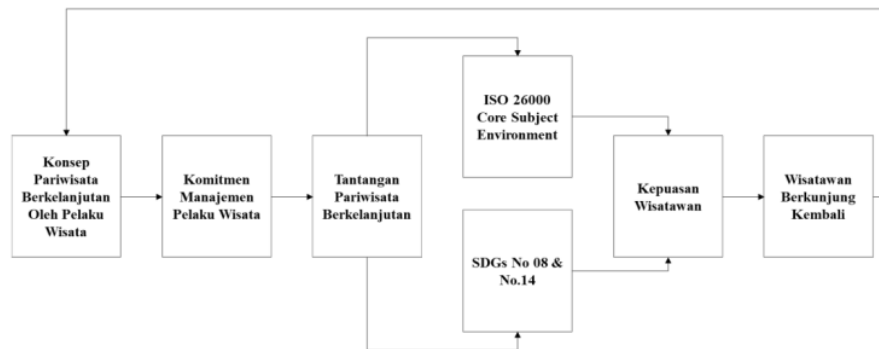 Konsep
Pariwisata
Berkelanjutan
Oleh Pelaku
Wisata
Komitmen
Manajemen
Pelaku Wisata
Tantangan
Pariwisata
Berkelanjutan
ISO 26000
Core Subject
Environment
SDGs No 08 &
No.14
Kepuasan
Wisatawan
Wisatawan
Berkunjung
Kembali